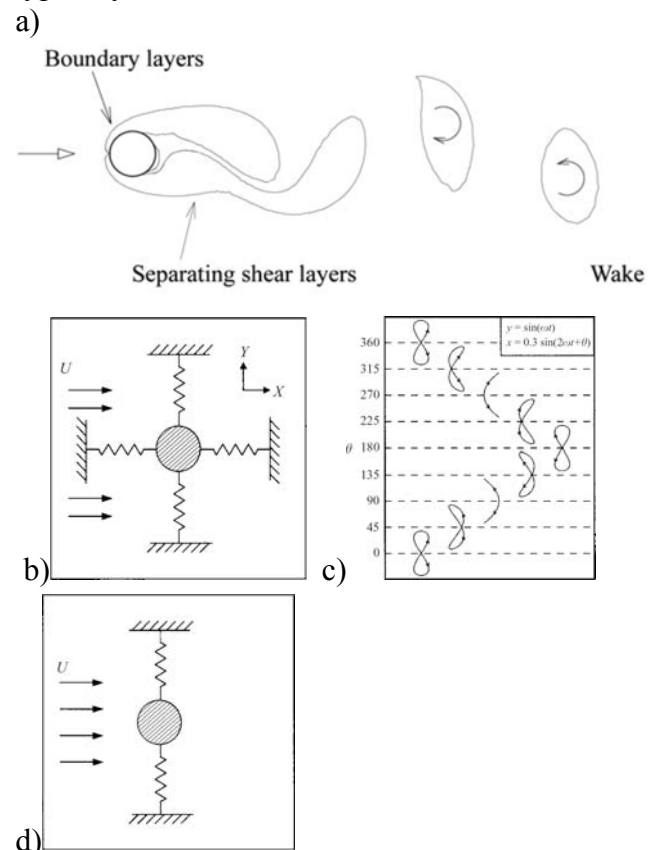 a)
Boundary layers
Separating shear layers
Wake
U
Y
X
b)
y = sin(ωt)
x = 0.3 sin(2ωt+θ)
360
315
270
225
θ 180
135
90
45
0
c)
U
d)